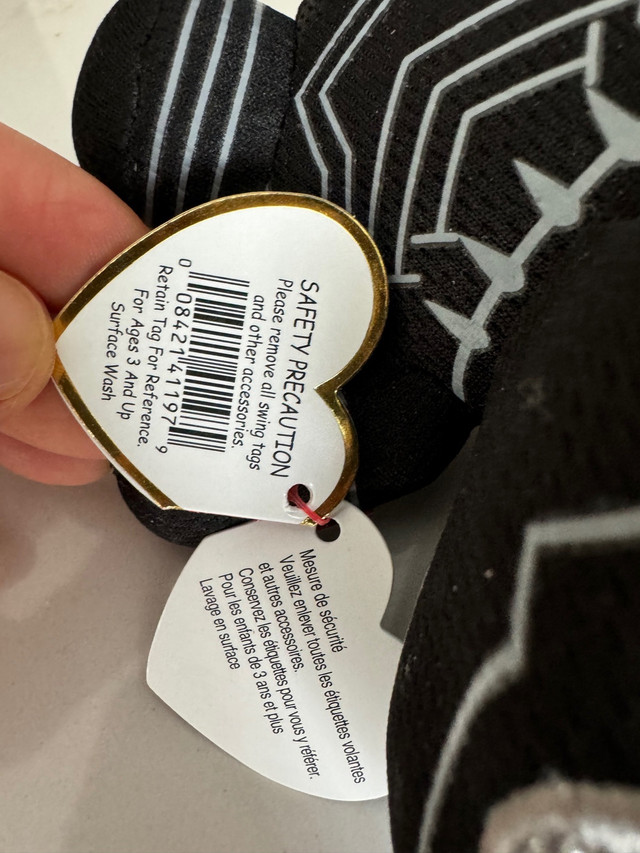 SAFETY PRECAUTION
Please remove all swing tags
and other accessories.
0 08421 41197 9
Retain Tag For Reference.
For Ages 3 And Up
Surface Wash
Mesure de sécurité
Veuillez enlever toutes les étiquettes volantes
et autres accessoires.
Conservez les étiquettes pour vous y référer.
Pour les enfants de 3 ans et plus
Lavage en surface